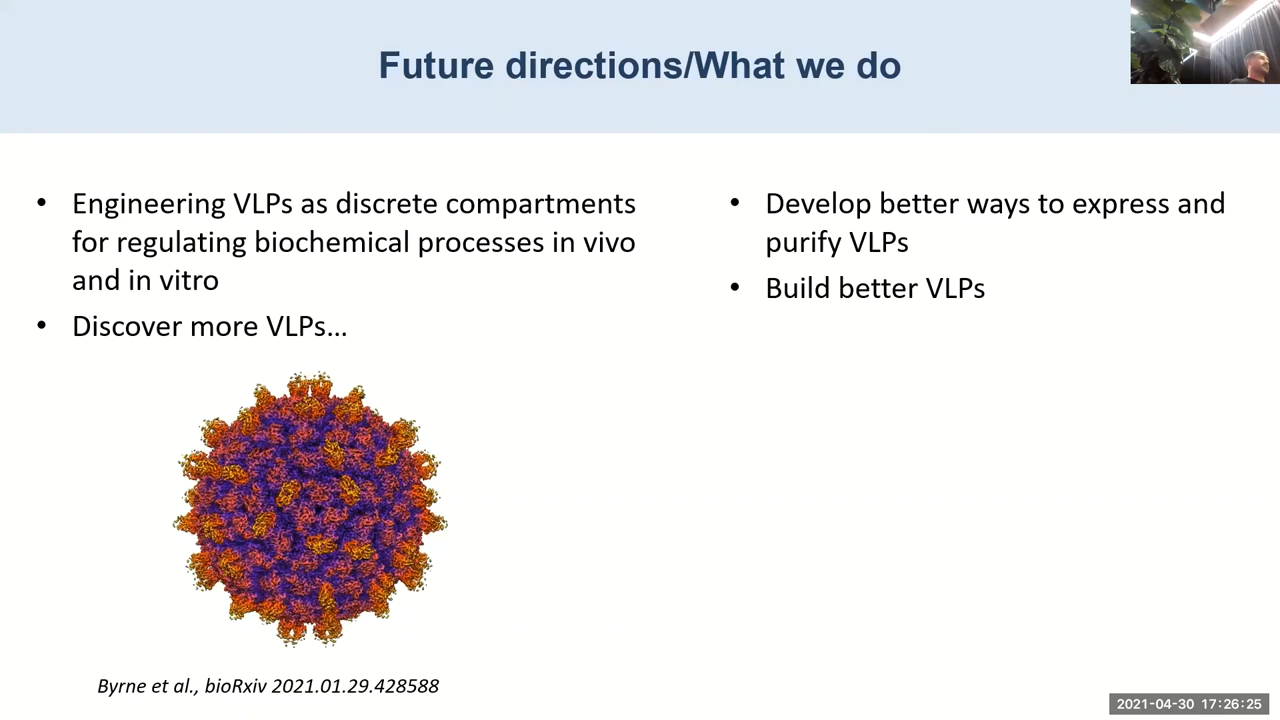 Future directions/What we do
• Engineering VLPs as discrete compartments
for regulating biochemical processes in vivo
and in vitro
• Discover more VLPs...
• Develop better ways to express and
purify VLPs
• Build better VLPs
Byrne et al., bioRxiv 2021.01.29.428588
2021-04-30 17:26:25